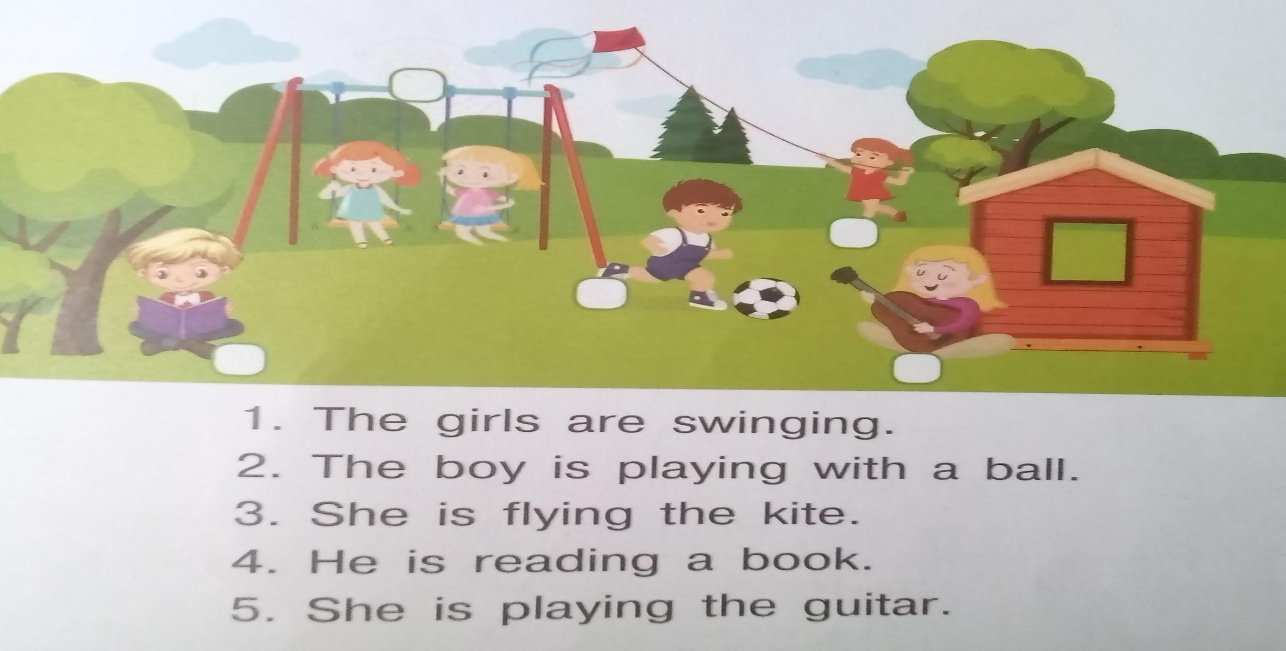 1. The girls are swinging.
2. The boy is playing with a ball.
3. She is flying the kite.
4. He is reading a book.
5. She is playing the guitar.